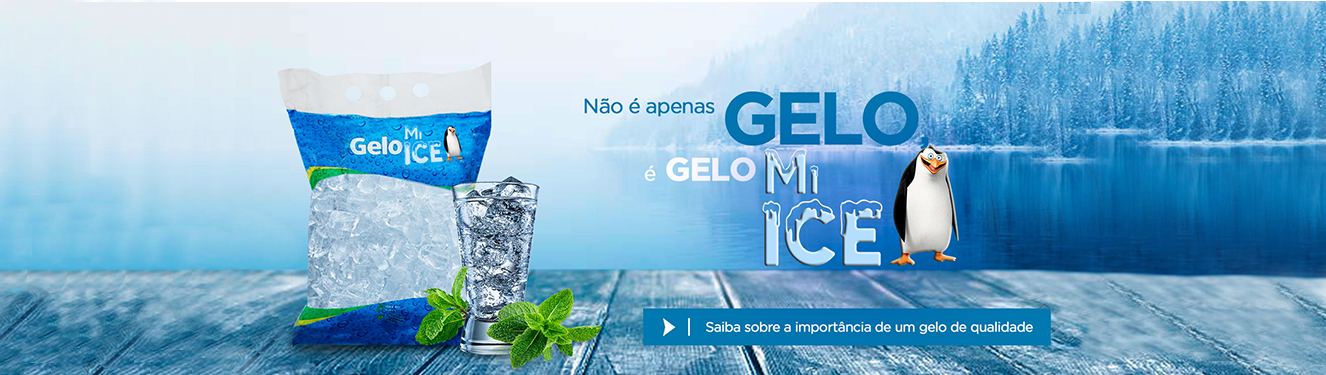 Gelo Mi ICE
Não é apenas GELO
é GELO Mi
ICE
Saiba sobre a importância de um gelo de qualidade